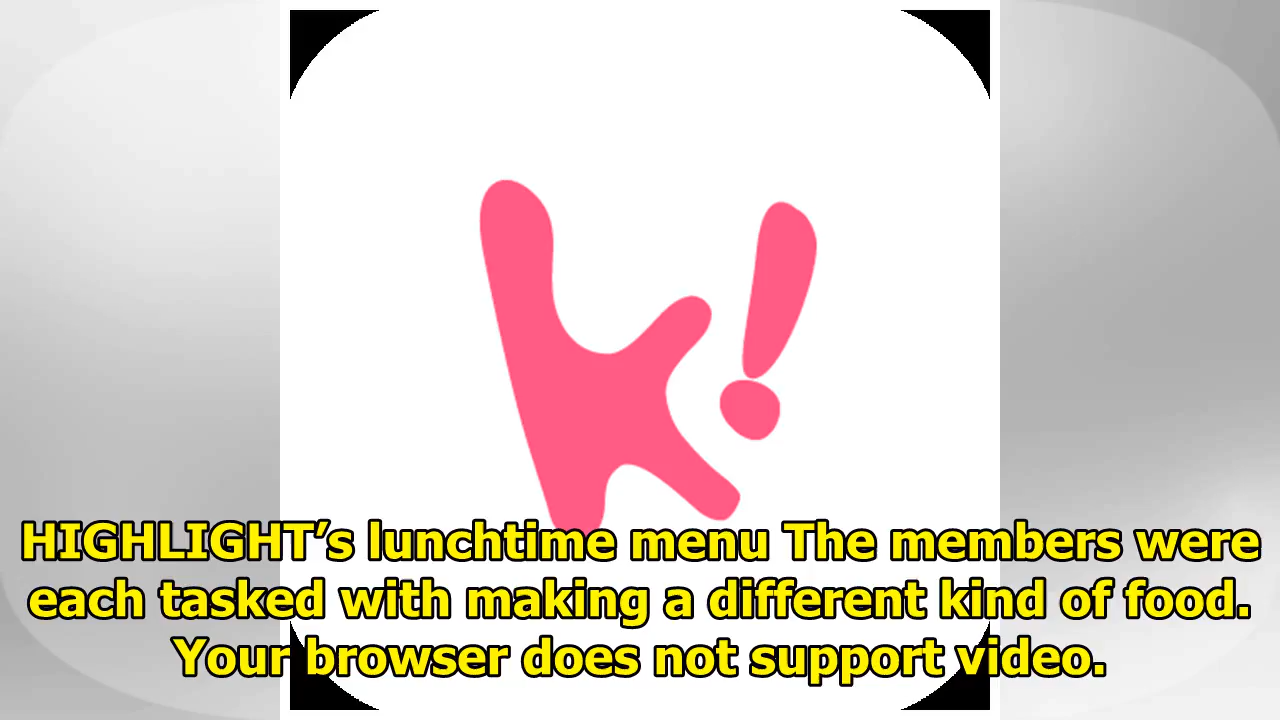 k!
HIGHLIGHT’s lunchtime menu The members were
each tasked with making a different kind of food.
Your browser does not support video.